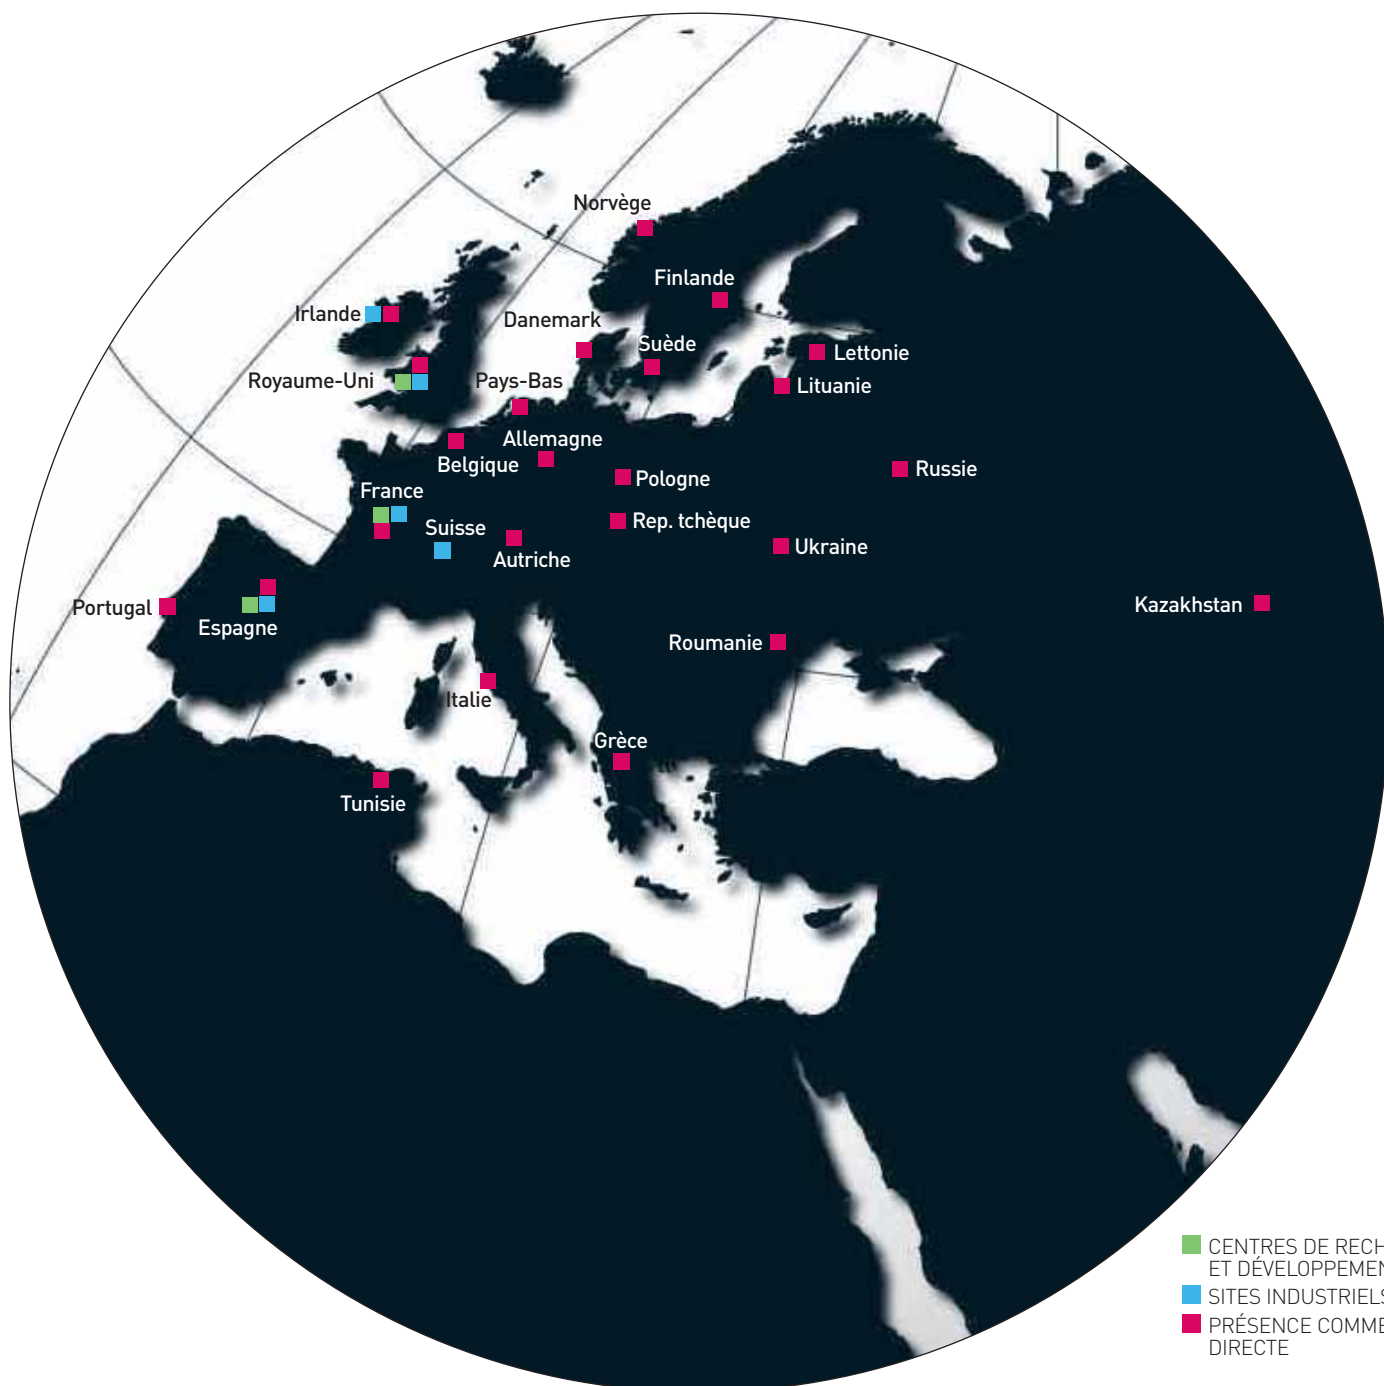 Norvège
Finlande
Irlande
Danemark
Suède
Lettonie
Royaume-Uni
Pays-Bas
Lituanie
Allemagne
Belgique
Russie
Pologne
France
Rep. tchèque
Suisse
Ukraine
Autriche
Portugal
Kazakhstan
Espagne
Roumanie
Italie
Grèce
Tunisie
CENTRES DE RECH
ET DÉVELOPPEMEN
SITES INDUSTRIELS
PRÉSENCE COMME
DIRECTE